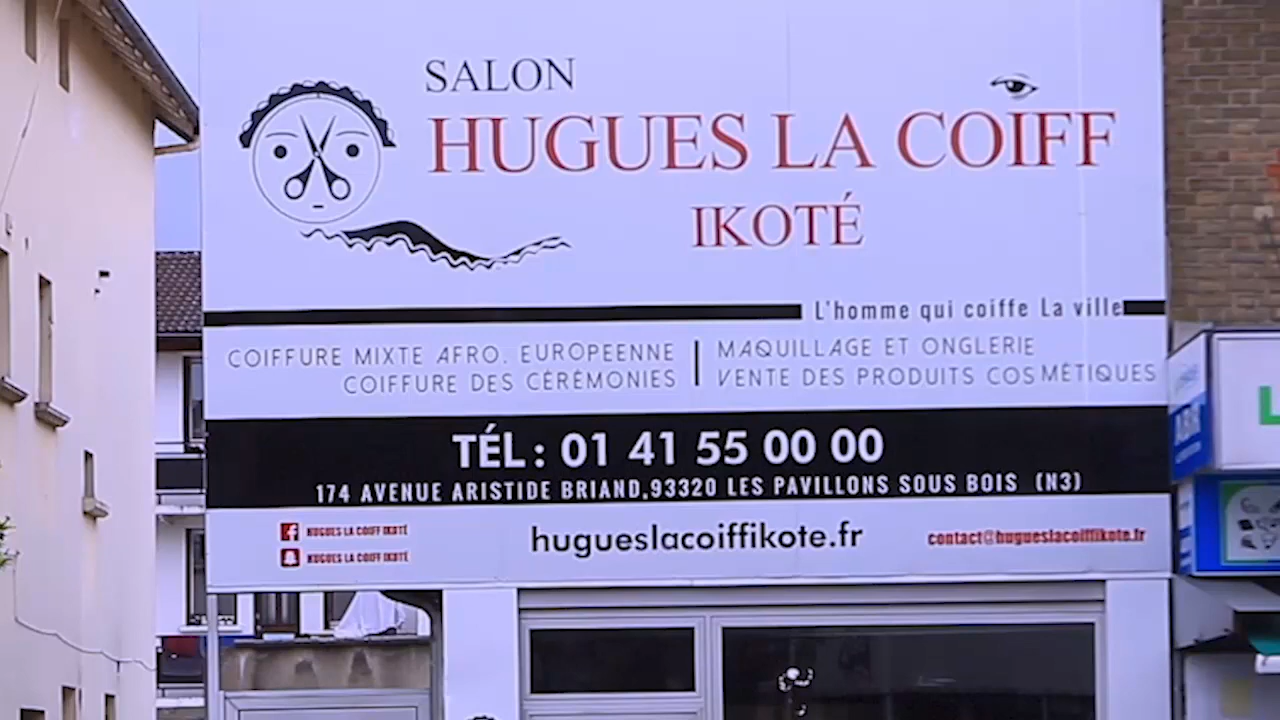 SALON
HUGUES LA COIFF
IKOTÉ
L'homme qui coiffe La ville
COIFFURE MIXTE AFRO. EUROPEENNE
COIFFURE DES CÉRÉMONIES
MAQUILLAGE ET ONGLERIE
VENTE DES PRODUITS COSMÉTIQUES
TÉL : 01 41 55 00 00
174 AVENUE ARISTIDE BRIAND.93320 LES PAVILLONS SOUS BOIS (N3)
HUGUES LA COIFF IKOTÉ
HUGUES LA COIFF IKOTÉ
hugueslacoiffikote.fr
contact@hugueslacoiffikote.fr